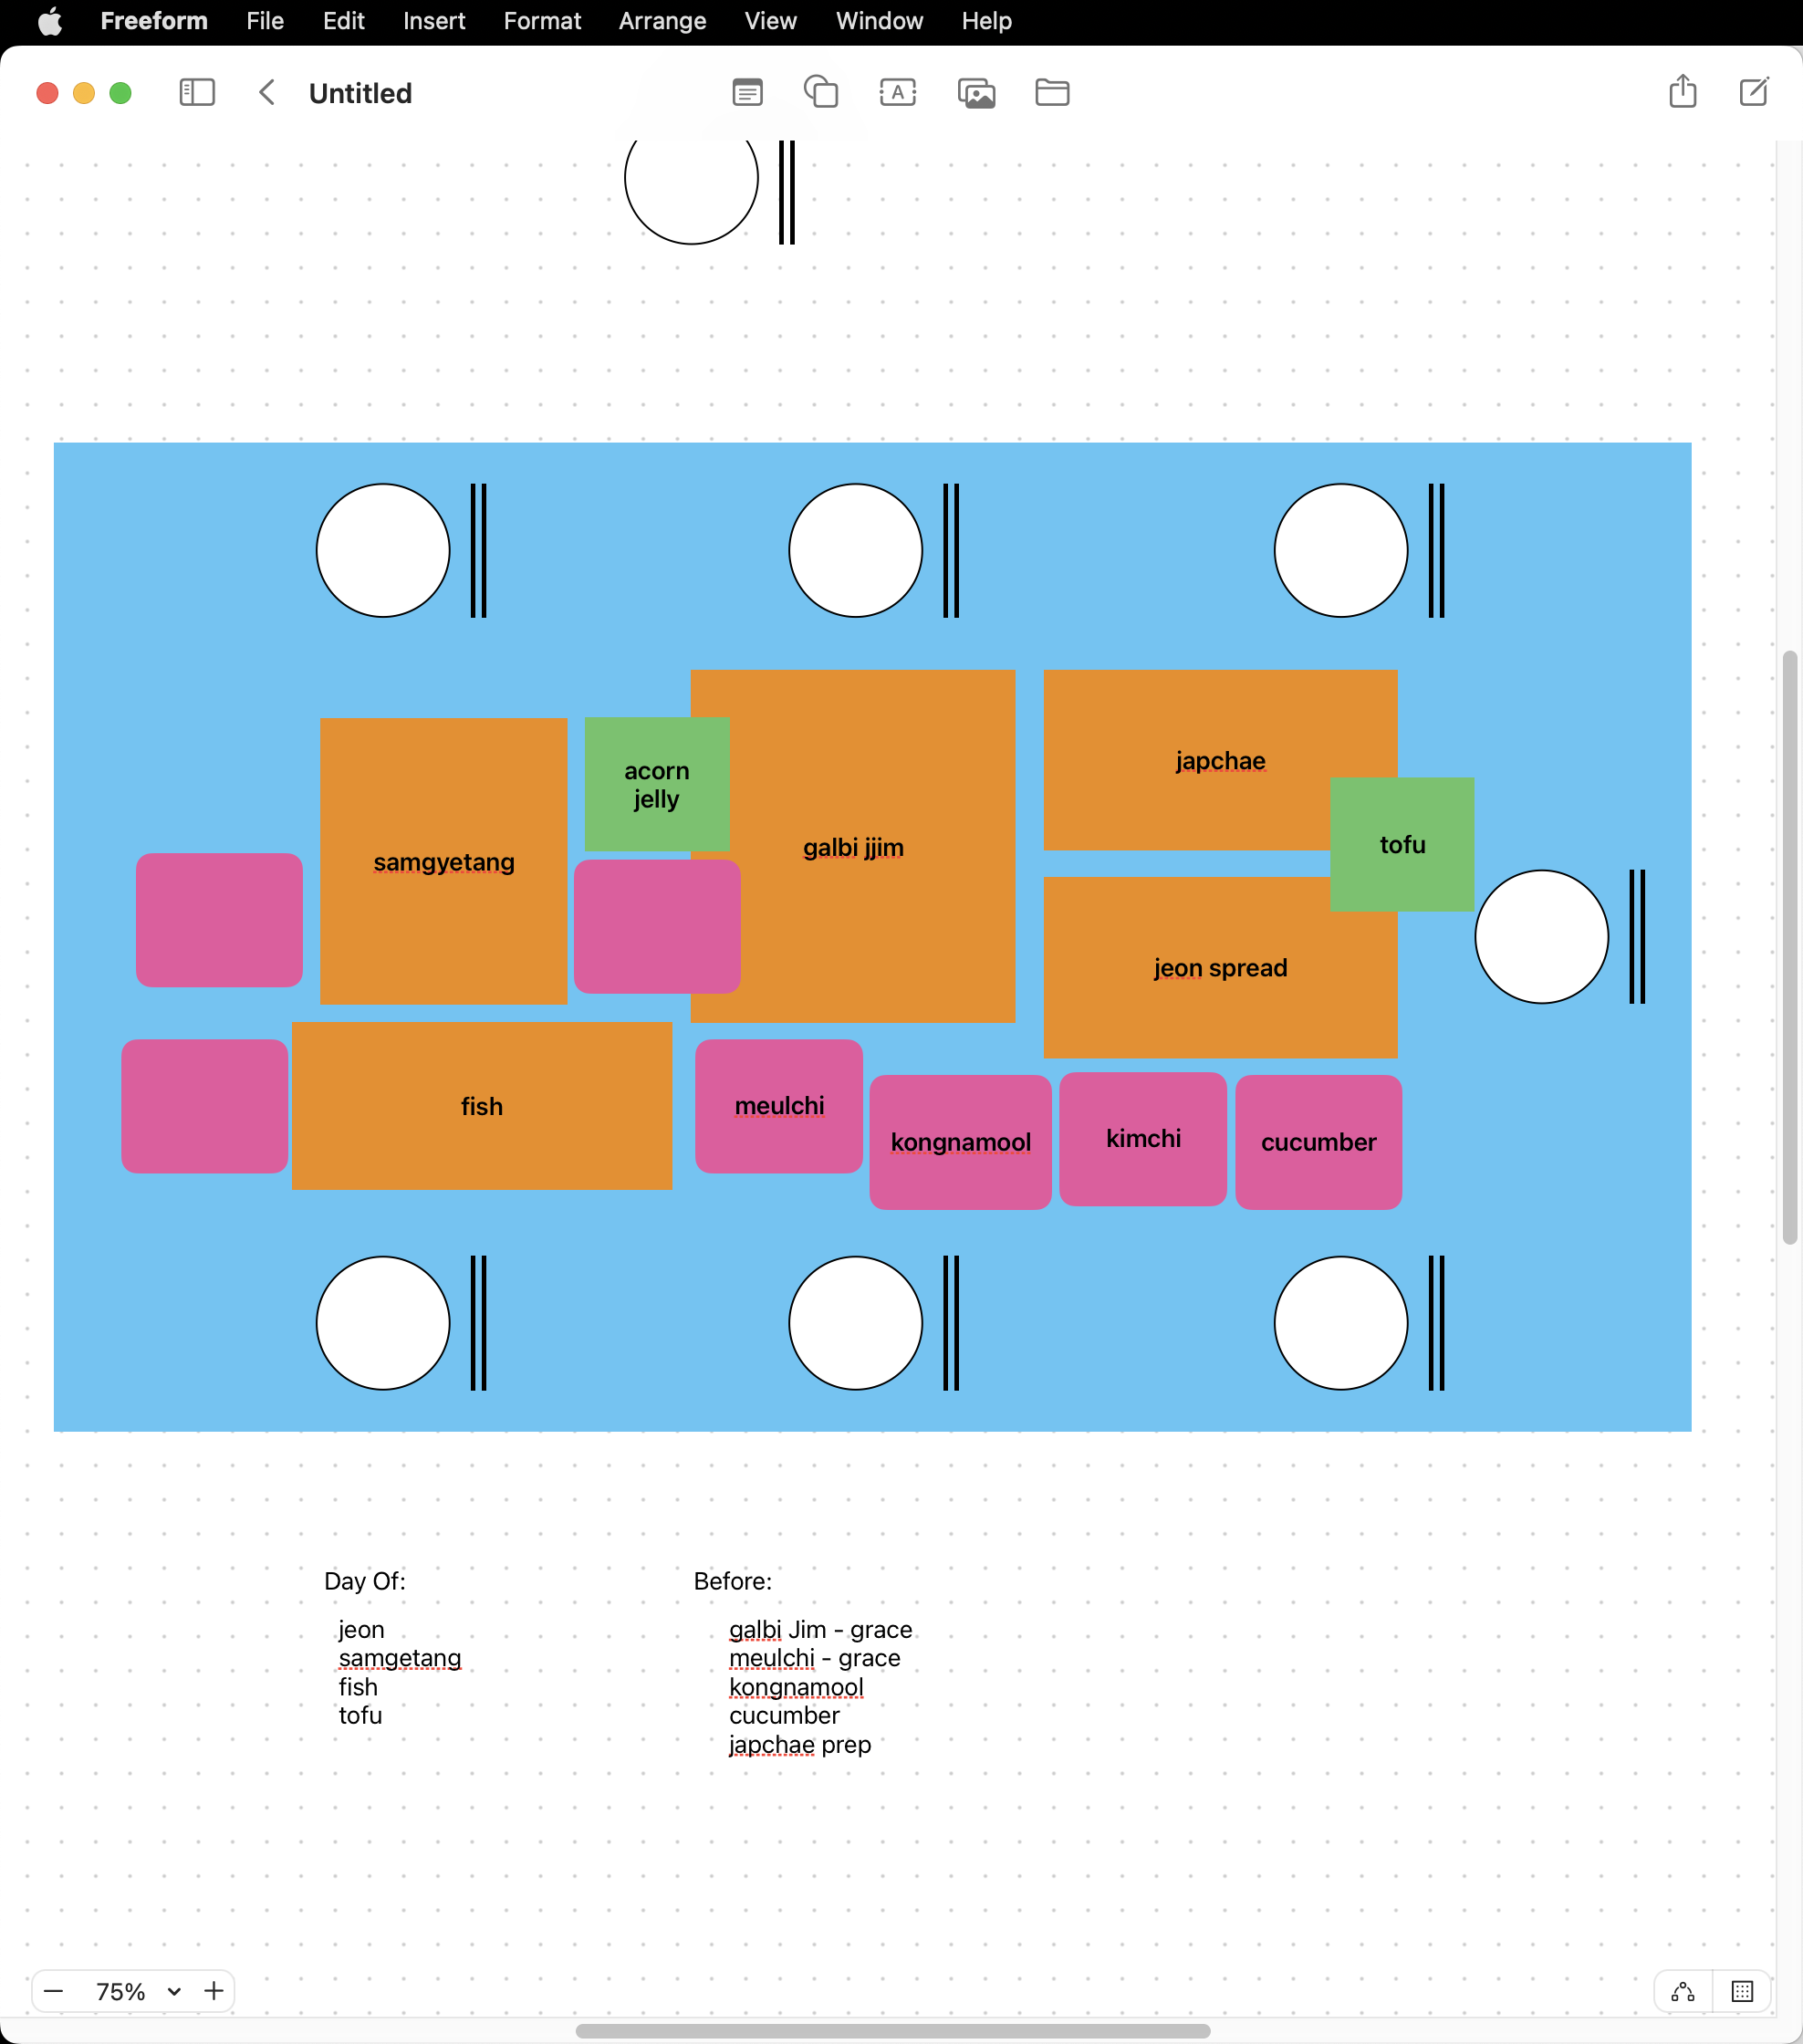 Freeform File Edit Insert Format Arrange View Window Help
Untitled
A
acorn
jelly
japchae
samgyetang
galbi jjim
tofu
jeon spread
fish
meulchi
kongnamool
kimchi
cucumber
Day Of:
jeon
samgetang
fish
tofu
Before:
galbi Jim - grace
meulchi - grace
kongnamool
cucumber
japchae prep
75%